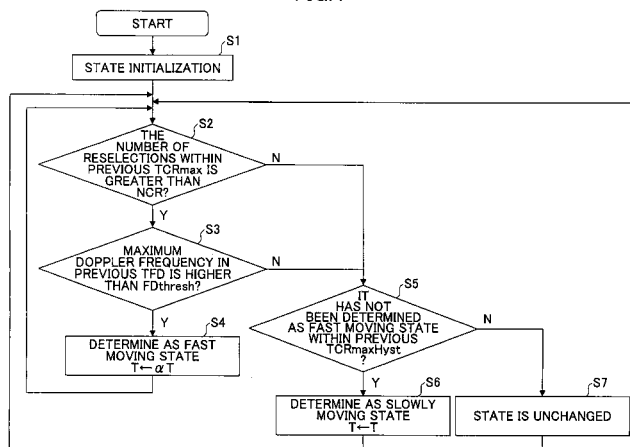 START
S1
STATE INITIALIZATION
S2
THE
NUMBER OF
RESELECTIONS WITHIN
PREVIOUS TCRmax IS
GREATER THAN
NCR?
N
Y
S3
MAXIMUM
DOPPLER FREQUENCY IN
PREVIOUS TFD IS HIGHER
THAN FDthresh?
N
Y
S4
DETERMINE AS FAST
MOVING STATE
T←αT
S5
IT
HAS NOT
BEEN DETERMINED
AS FAST MOVING STATE
WITHIN PREVIOUS
TCRmaxHyst
?
N
Y
S6
DETERMINE AS SLOWLY
MOVING STATE
T←T
S7
STATE IS UNCHANGED